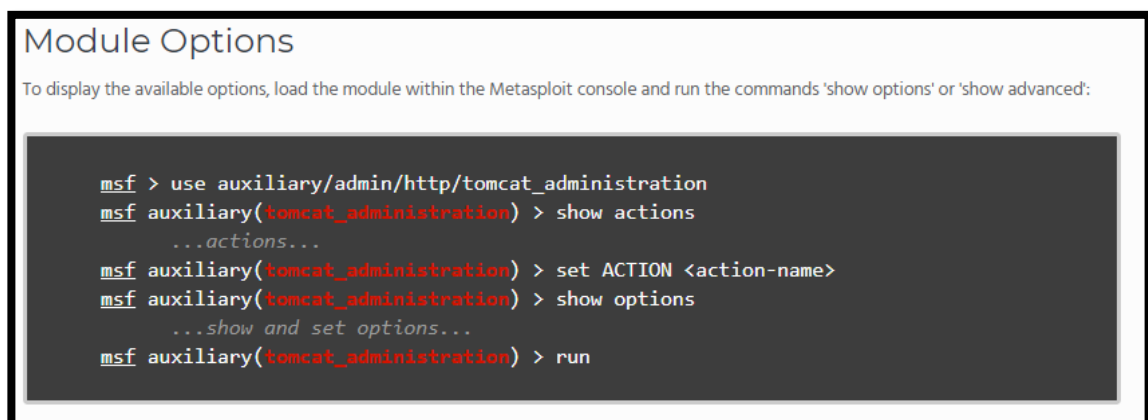 Module Options
To display the available options, load the module within the Metasploit console and run the commands 'show options' or 'show advanced':
msf > use auxiliary/admin/http/tomcat_administration
msf auxiliary(tomcat_administration) > show actions
...actions...
msf auxiliary(tomcat_administration) > set ACTION <action-name>
msf auxiliary(tomcat_administration) > show options
...show and set options...
msf auxiliary(tomcat_administration) > run